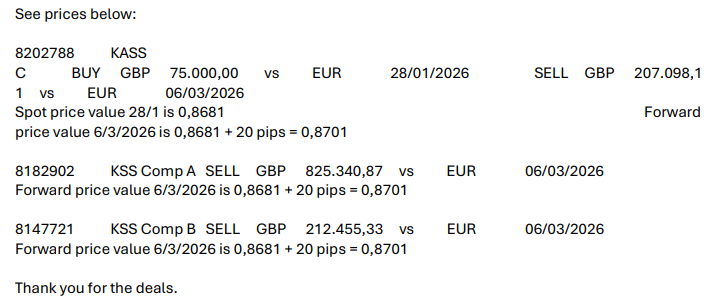 See prices below:
8202788 KASS
C BUY GBP 75.000,00 vs EUR 28/01/2026 SELL GBP 207.098,1
1 vs EUR 06/03/2026
Spot price value 28/1 is 0,8681 Forward
price value 6/3/2026 is 0,8681 + 20 pips = 0,8701
8182902 KSS Comp A SELL GBP 825.340,87 vs EUR 06/03/2026
Forward price value 6/3/2026 is 0,8681 + 20 pips = 0,8701
8147721 KSS Comp B SELL GBP 212.455,33 vs EUR 06/03/2026
Forward price value 6/3/2026 is 0,8681 + 20 pips = 0,8701
Thank you for the deals.